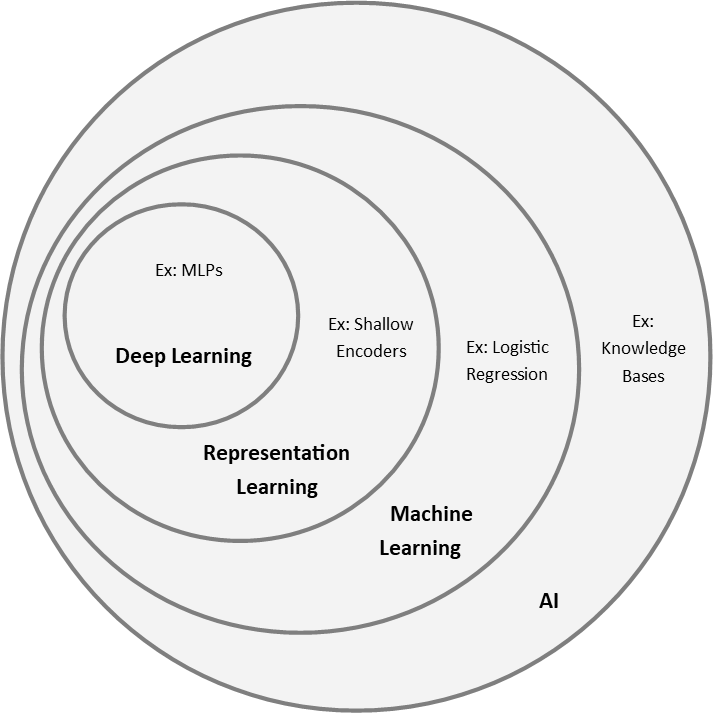 Ex: MLPs
Deep Learning
Ex: Shallow
Encoders
Representation
Learning
Ex: Logistic
Regression
Machine
Learning
Ex:
Knowledge
Bases
AI